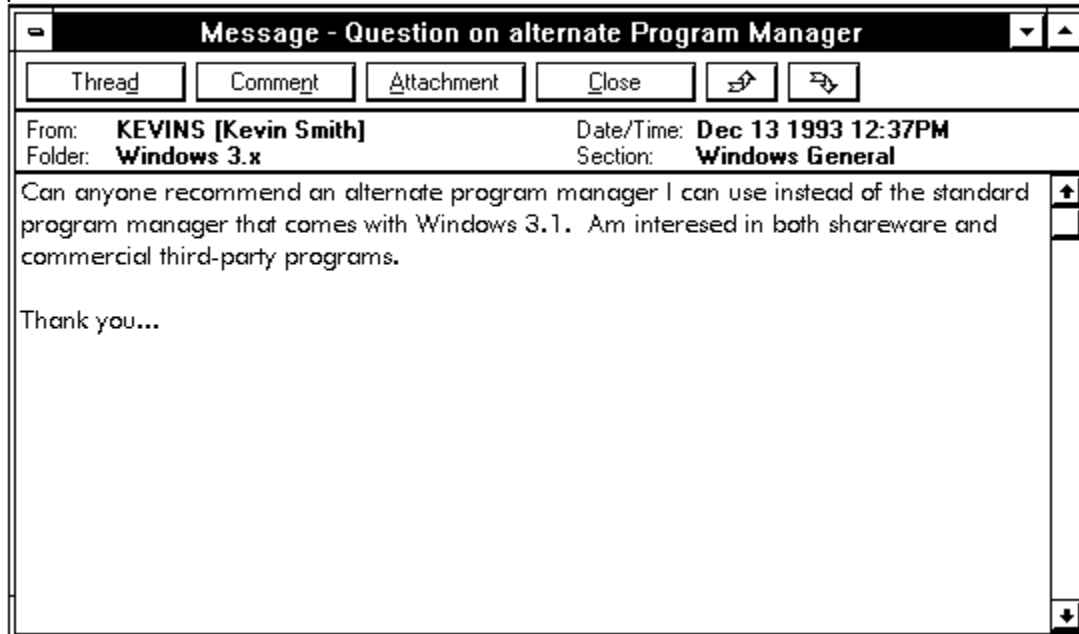 Message - Question on alternate Program Manager
Thread Comment Attachment Close
From: KEVINS [Kevin Smith] Date/Time: Dec 13 1993 12:37PM
Folder: Windows 3.x Section: Windows General
Can anyone recommend an alternate program manager I can use instead of the standard
program manager that comes with Windows 3.1.  Am interesed in both shareware and
commercial third-party programs.
Thank you...